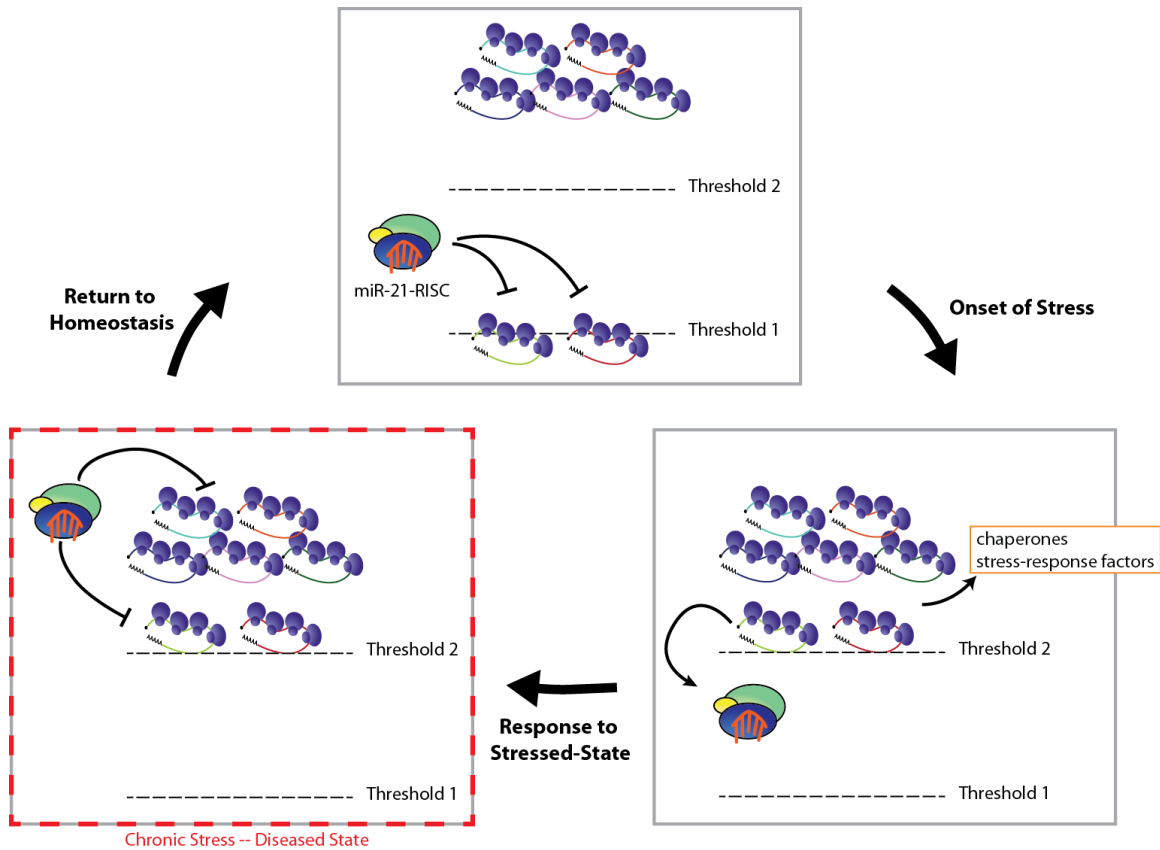 Threshold 2
miR-21-RISC
Threshold 1
Return to
Homeostasis
Onset of Stress
chaperones
stress-response factors
Threshold 2
Threshold 2
Response to
Stressed-State
Threshold 1
Threshold 1
Chronic Stress -- Diseased State